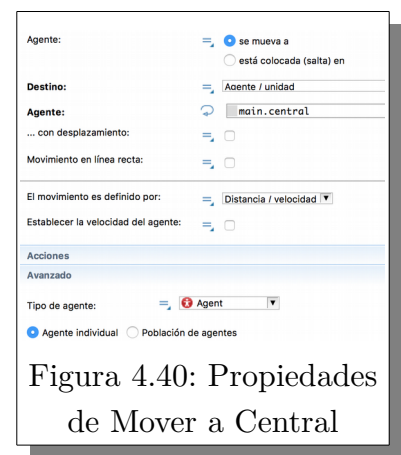 Agente: se mueva a
está colocada (salta) en
Destino: Agente / unidad
Agente: main.central
... con desplazamiento:
Movimiento en línea recta:
El movimiento es definido por: Distancia / velocidad
Establecer la velocidad del agente:
Acciones
Avanzado
Tipo de agente: Agent
Agente individual Población de agentes
Figura 4.40: Propiedades
de Mover a Central